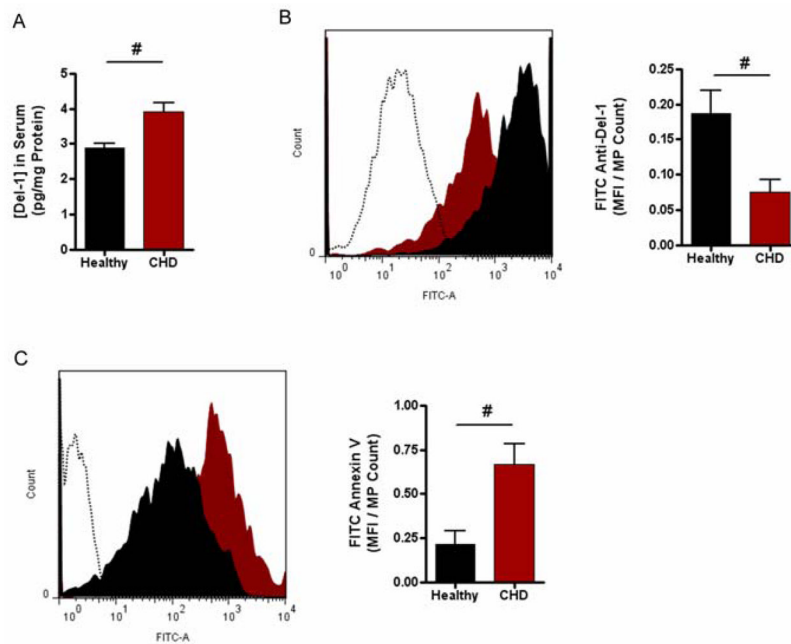 A
#
[Del-1] in Serum
(pg/mg Protein)
5
4
3
2
1
0
Healthy
CHD
B
Count
0
10^0
10^1
10^2
10^3
10^4
FITC-A
#
FITC Anti-Del-1
(MFI / MP Count)
0.25
0.20
0.15
0.10
0.05
0.00
Healthy
CHD
C
Count
0
10^0
10^1
10^2
10^3
10^4
FITC-A
#
FITC Annexin V
(MFI / MP Count)
1.00
0.75
0.50
0.25
0.00
Healthy
CHD